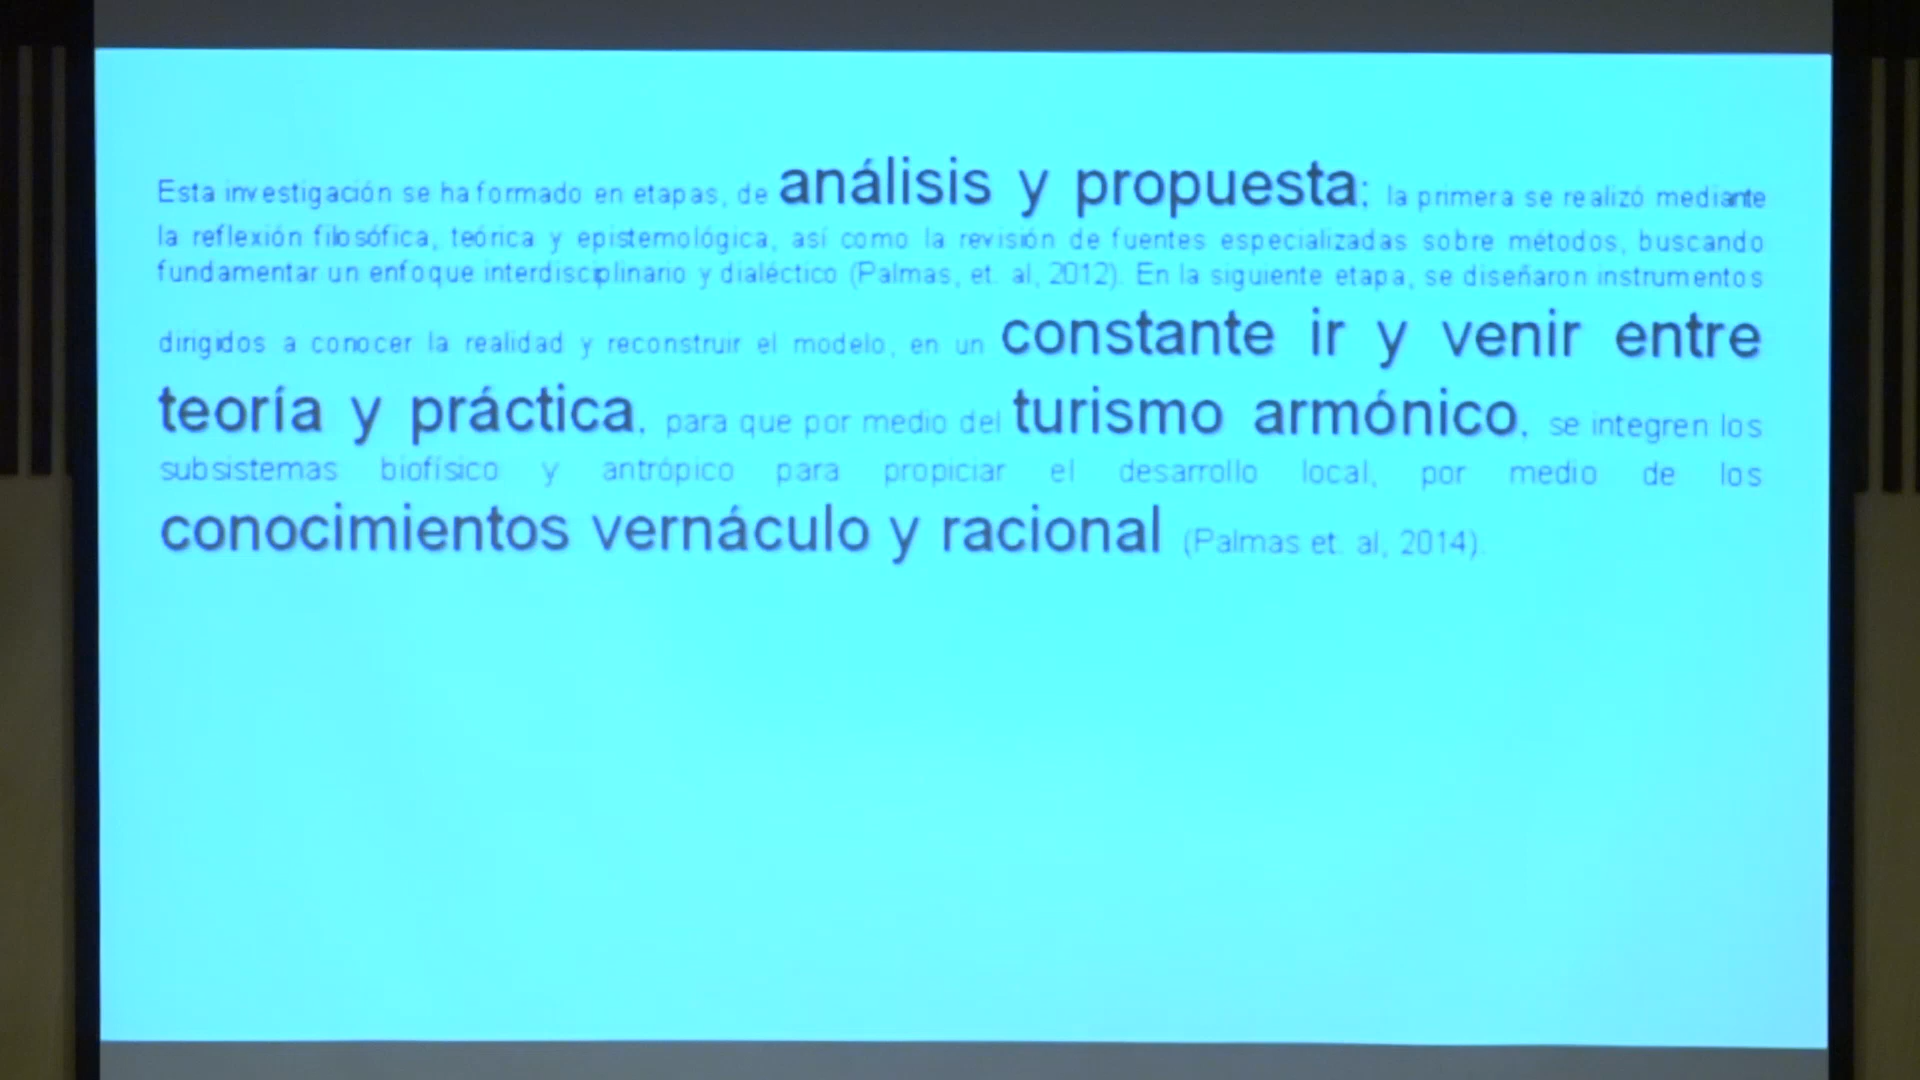 Esta investigación se ha formado en etapas, de análisis y propuesta; la primera se realizó mediante
la reflexión filosófica, teórica y epistemológica, así como la revisión de fuentes especializadas sobre métodos, buscando
fundamentar un enfoque interdisciplinario y dialéctico (Palmas, et. al, 2012). En la siguiente etapa, se diseñaron instrumentos
dirigidos a conocer la realidad y reconstruir el modelo, en un constante ir y venir entre
teoría y práctica, para que por medio del turismo armónico, se integren los
subsistemas biofísico y antrópico para propiciar el desarrollo local, por medio de los
conocimientos vernáculo y racional (Palmas et. al, 2014).